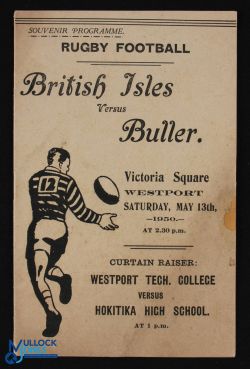 SOUVENIR PROGRAMME.
RUGBY FOOTBALL
British Isles
Versus
Buller.
Victoria Square
WESTPORT
SATURDAY, MAY 13th,
—1950.—
AT 2.30 p.m.
12
CURTAIN RAISER:
WESTPORT TECH. COLLEGE
VERSUS
HOKITIKA HIGH SCHOOL.
AT 1 p.m.
MULLOCK